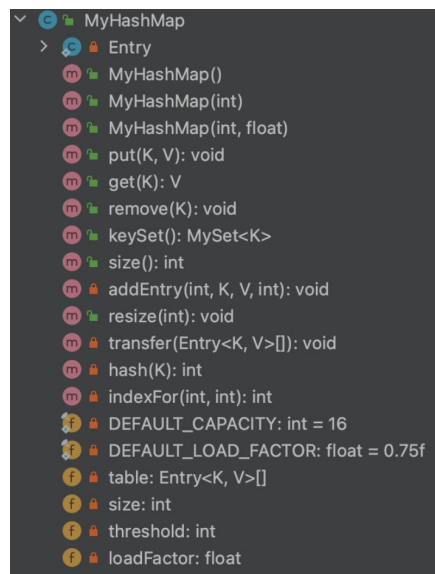 MyHashMap
Entry
MyHashMap()
MyHashMap(int)
MyHashMap(int, float)
put(K, V): void
get(K): V
remove(K): void
keySet(): MySet<K>
size(): int
addEntry(int, K, V, int): void
resize(int): void
transfer(Entry<K, V>[]): void
hash(K): int
indexFor(int, int): int
DEFAULT_CAPACITY: int = 16
DEFAULT_LOAD_FACTOR: float = 0.75f
table: Entry<K, V>[]
size: int
threshold: int
loadFactor: float